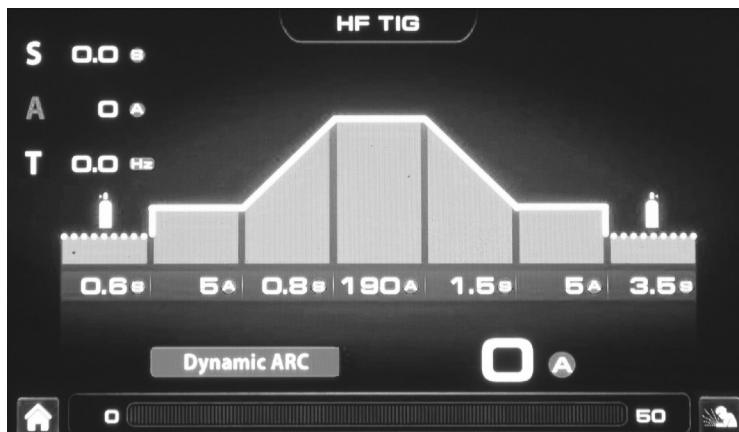 HF TIG
S 0.0 s
A 0 A
T 0.0 Hz
0.6 s 5 A 0.8 s 190 A 1.5 s 5 A 3.5 s
Dynamic ARC 0 A
0 50